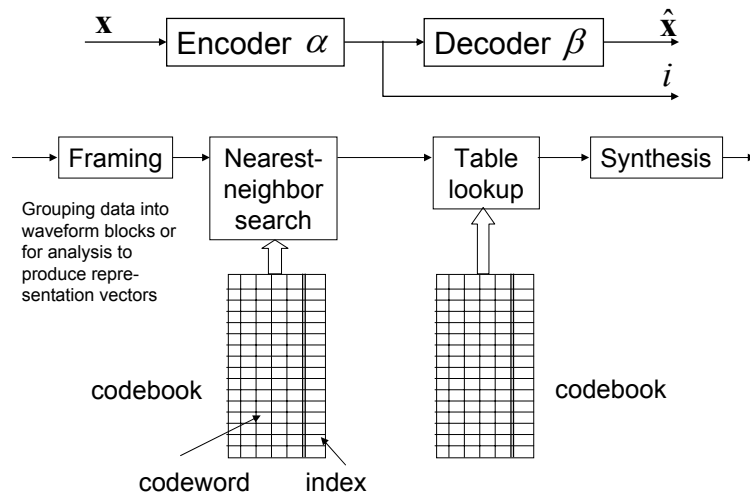 x
Encoder α
Decoder β
x̂
i
Framing
Nearest-
neighbor
search
Table
lookup
Synthesis
Grouping data into
waveform blocks or
for analysis to
produce repre-
sentation vectors
codebook
codebook
codeword
index